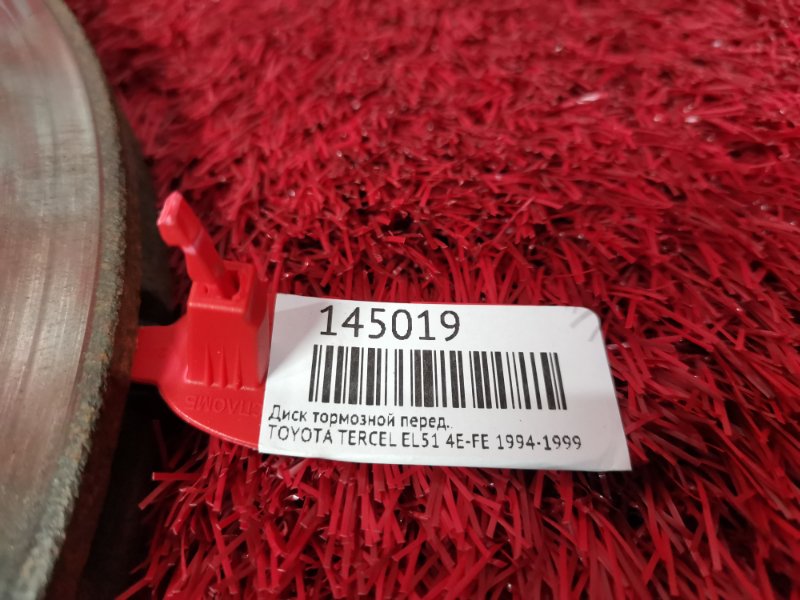 145019
Диск тормозной перед.
TOYOTA TERCEL EL51 4E-FE 1994-1999